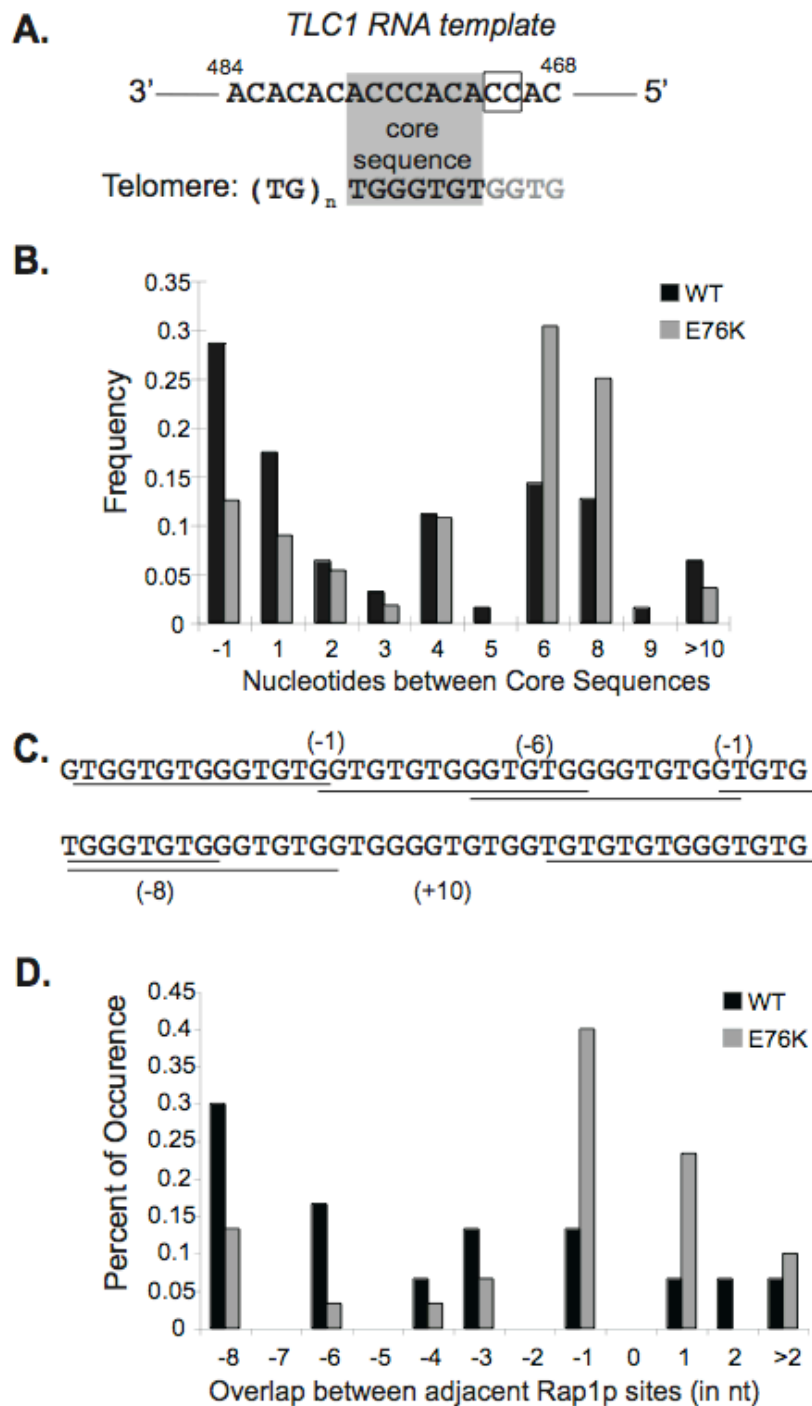 A.
TLC1 RNA template
484 468
3' ACACACACCCACACCAC 5'
core
sequence
Telomere: (TG)n TGGGTGTGGTG
B.
0.35
0.3
0.25
0.2
0.15
0.1
0.05
0
Frequency
WT
E76K
-1 1 2 3 4 5 6 8 9 >10
Nucleotides between Core Sequences
C.
(-1) (-6) (-1)
GTGGTGTGGGTGTGGTGTGTGGGTGTGGGGTGTGGTGTG
TGGGTGTGGGTGTGGTGGGGTGTGGTGTGTGTGGGTGTG
(-8) (+10)
D.
0.45
0.4
0.35
0.3
0.25
0.2
0.15
0.1
0.05
0
Percent of Occurence
WT
E76K
-8 -7 -6 -5 -4 -3 -2 -1 0 1 2 >2
Overlap between adjacent Rap1p sites (in nt)